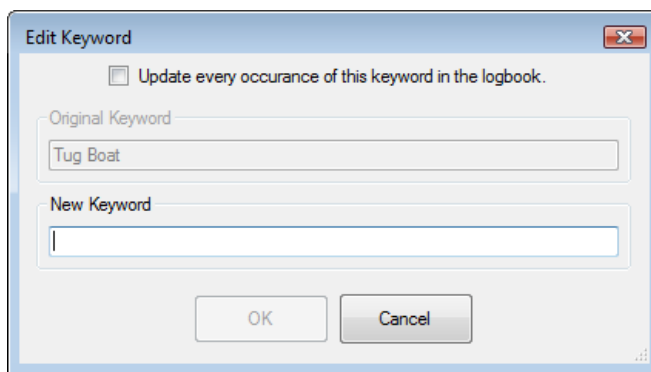 Edit Keyword
Update every occurance of this keyword in the logbook.
Original Keyword
Tug Boat
New Keyword
OK
Cancel